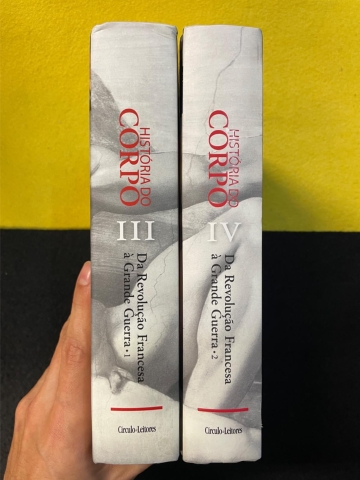 HISTÓRIA DO
CORPO
III
Da Revolução Francesa
à Grande Guerra • 1
Círculo-Leitores
HISTÓRIA DO
CORPO
IV
Da Revolução Francesa
à Grande Guerra • 2
Círculo-Leitores